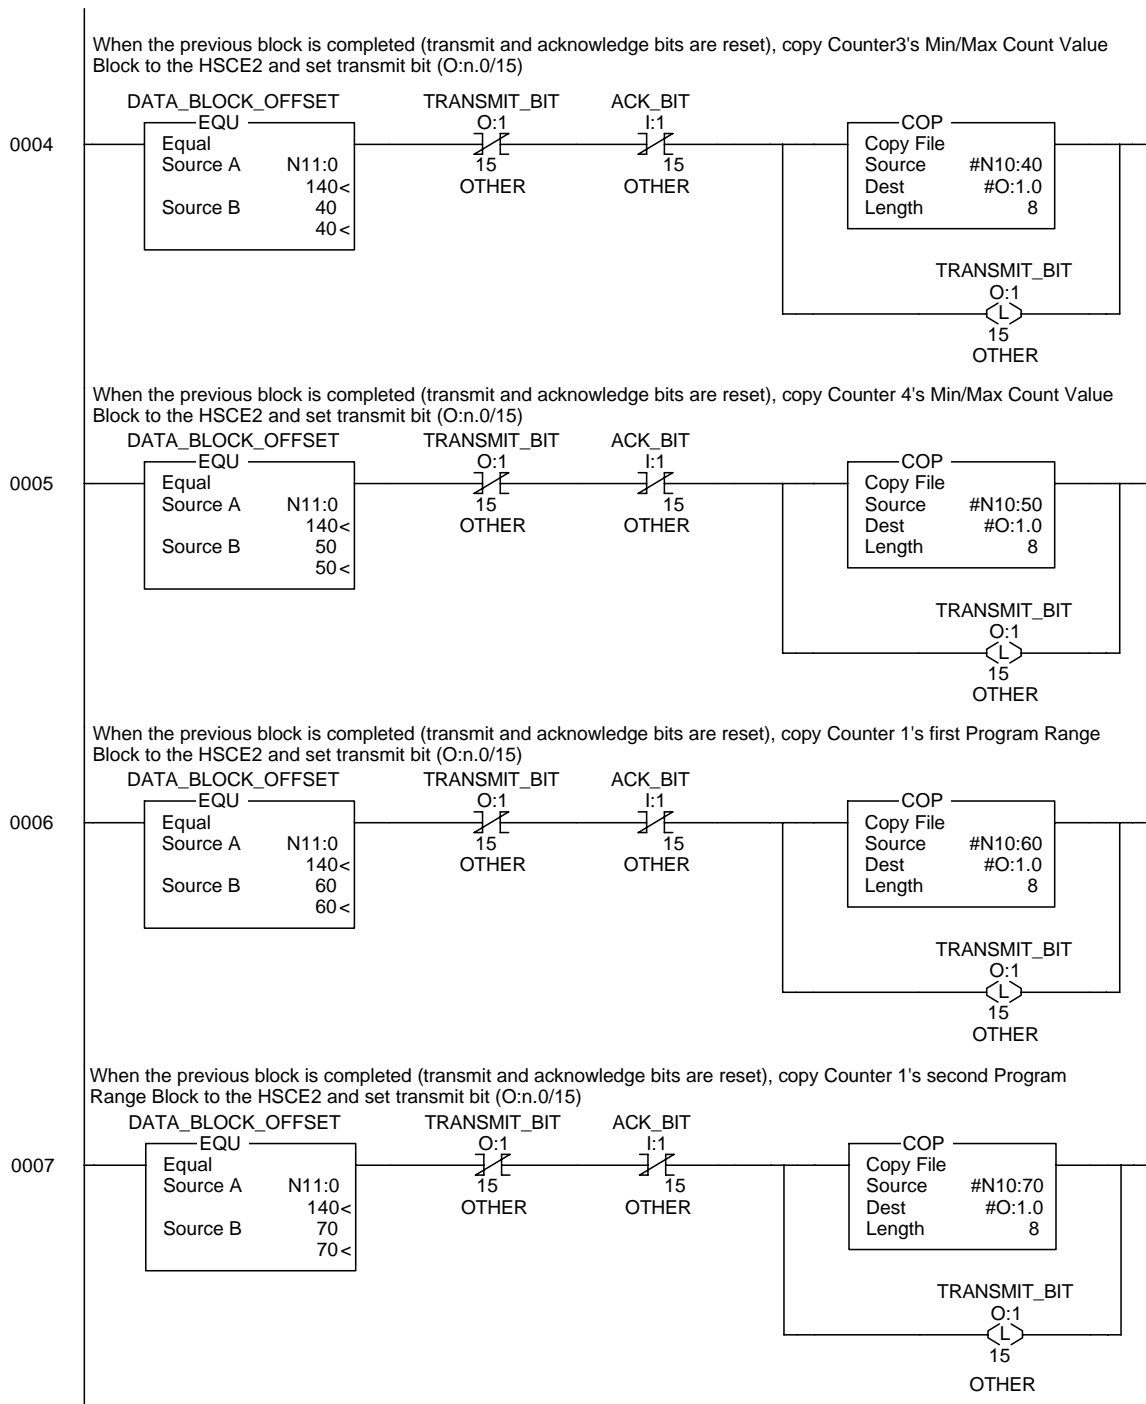 When the previous block is completed (transmit and acknowledge bits are reset), copy Counter3's Min/Max Count Value
Block to the HSCE2 and set transmit bit (O:n.0/15)
DATA_BLOCK_OFFSET TRANSMIT_BIT ACK_BIT
EQU O:1 I:1 COP
0004 Equal Copy File
Source A N11:0 15 15 Source #N10:40
140< OTHER OTHER Dest #O:1.0
Source B 40 Length 8
40<
TRANSMIT_BIT
O:1
L
15
OTHER
When the previous block is completed (transmit and acknowledge bits are reset), copy Counter 4's Min/Max Count Value
Block to the HSCE2 and set transmit bit (O:n.0/15)
DATA_BLOCK_OFFSET TRANSMIT_BIT ACK_BIT
EQU O:1 I:1 COP
0005 Equal Copy File
Source A N11:0 15 15 Source #N10:50
140< OTHER OTHER Dest #O:1.0
Source B 50 Length 8
50<
TRANSMIT_BIT
O:1
L
15
OTHER
When the previous block is completed (transmit and acknowledge bits are reset), copy Counter 1's first Program Range
Block to the HSCE2 and set transmit bit (O:n.0/15)
DATA_BLOCK_OFFSET TRANSMIT_BIT ACK_BIT
EQU O:1 I:1 COP
0006 Equal Copy File
Source A N11:0 15 15 Source #N10:60
140< OTHER OTHER Dest #O:1.0
Source B 60 Length 8
60<
TRANSMIT_BIT
O:1
L
15
OTHER
When the previous block is completed (transmit and acknowledge bits are reset), copy Counter 1's second Program
Range Block to the HSCE2 and set transmit bit (O:n.0/15)
DATA_BLOCK_OFFSET TRANSMIT_BIT ACK_BIT
EQU O:1 I:1 COP
0007 Equal Copy File
Source A N11:0 15 15 Source #N10:70
140< OTHER OTHER Dest #O:1.0
Source B 70 Length 8
70<
TRANSMIT_BIT
O:1
L
15
OTHER